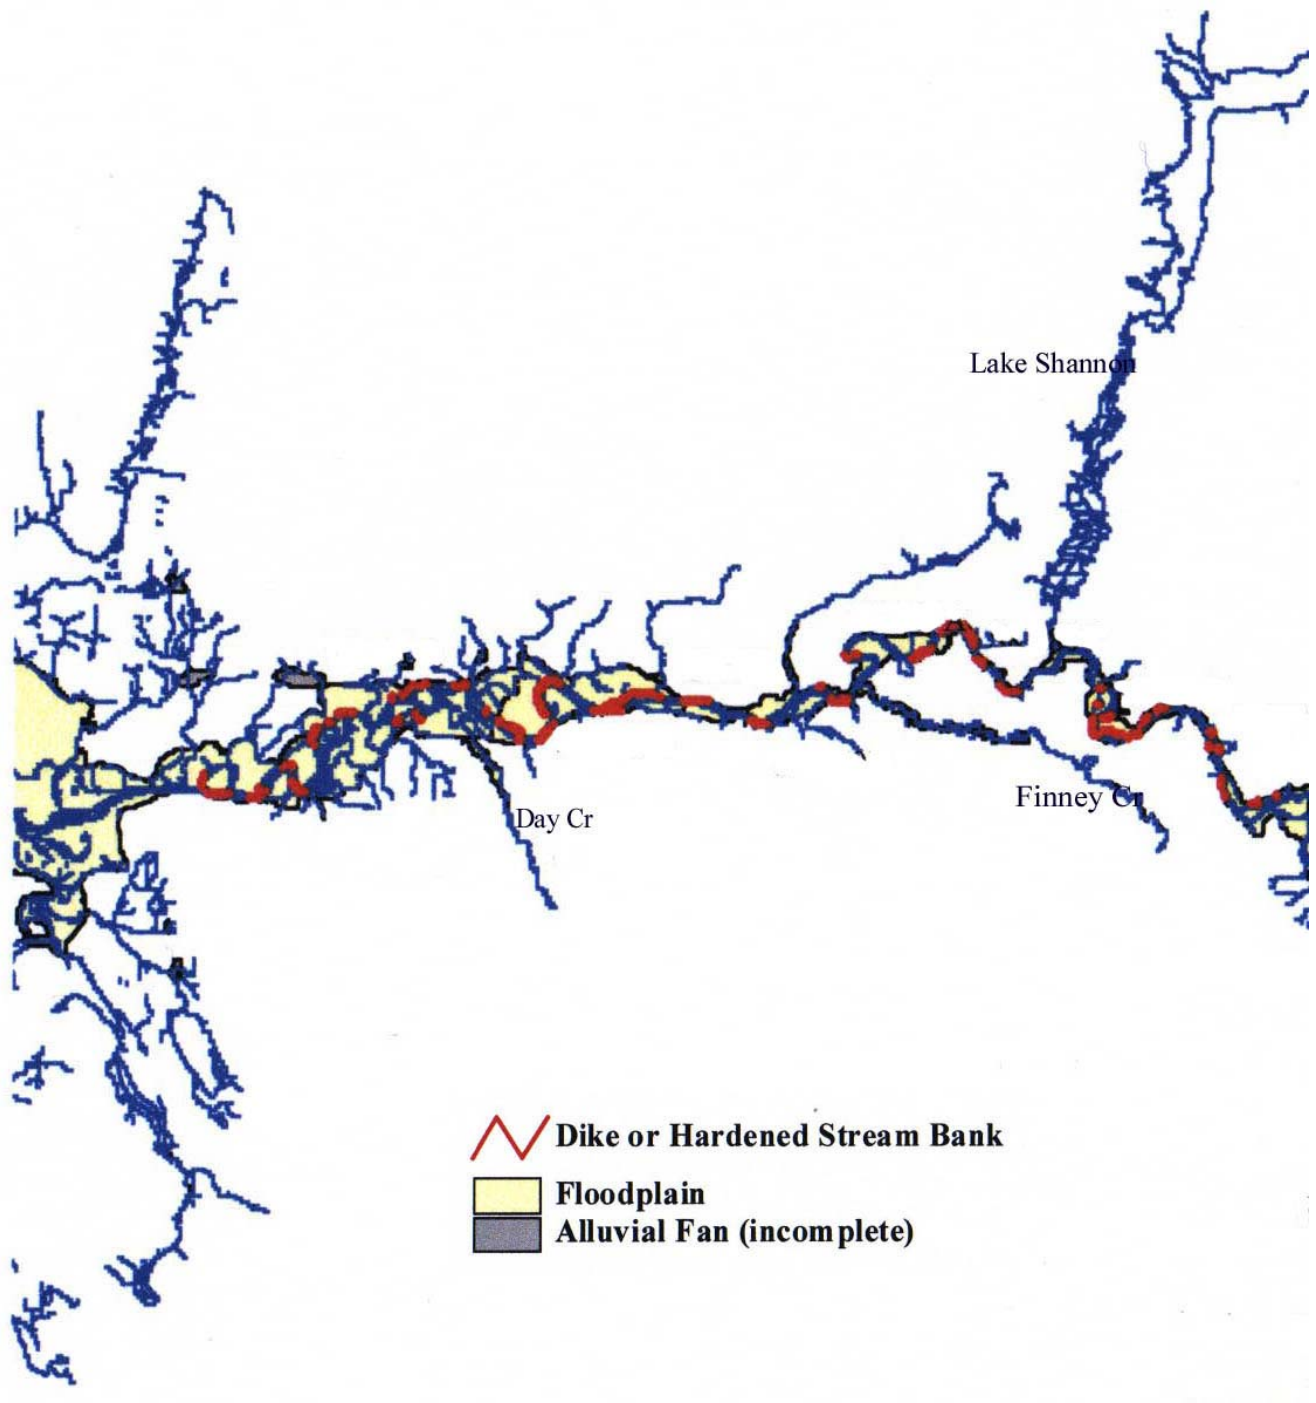 Lake Shannon
Finney Cr
Day Cr
Dike or Hardened Stream Bank
Floodplain
Alluvial Fan (incomplete)